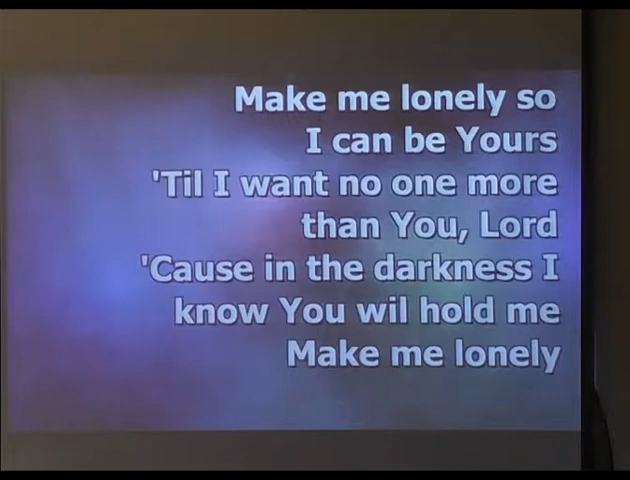 Make me lonely so
I can be Yours
'Til I want no one more
than You, Lord
'Cause in the darkness I
know You wil hold me
Make me lonely